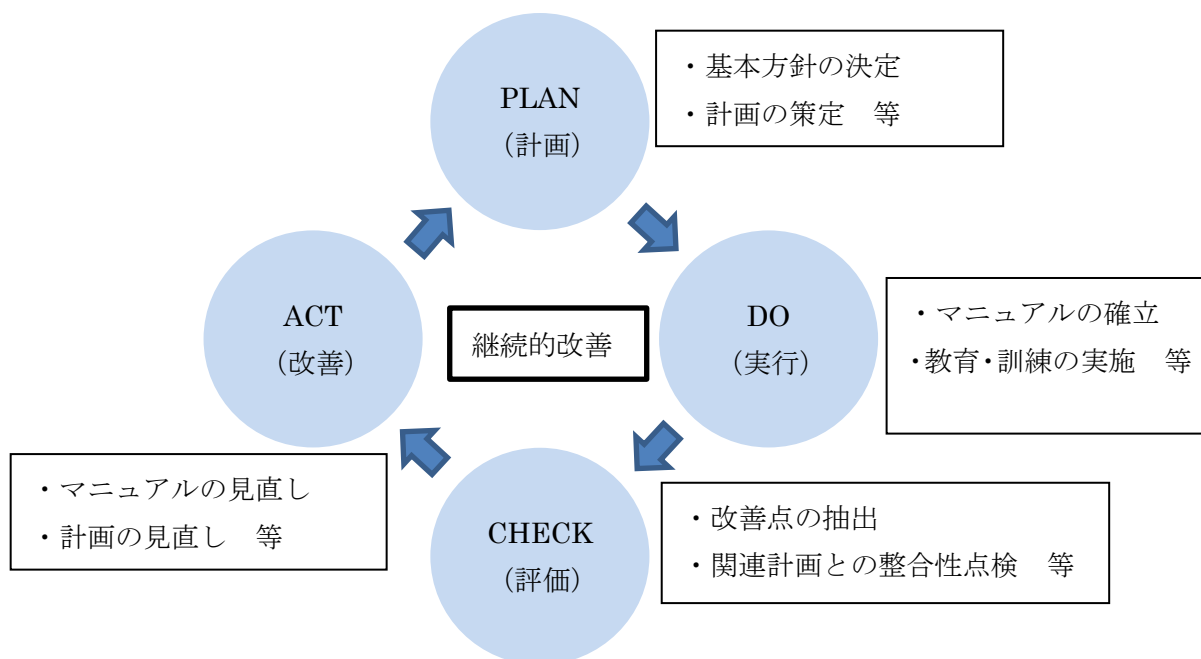 PLAN
（計画）
・基本方針の決定
・計画の策定　等
ACT
（改善）
継続的改善
DO
（実行）
・マニュアルの確立
・教育・訓練の実施　等
・マニュアルの見直し
・計画の見直し　等
CHECK
（評価）
・改善点の抽出
・関連計画との整合性点検　等